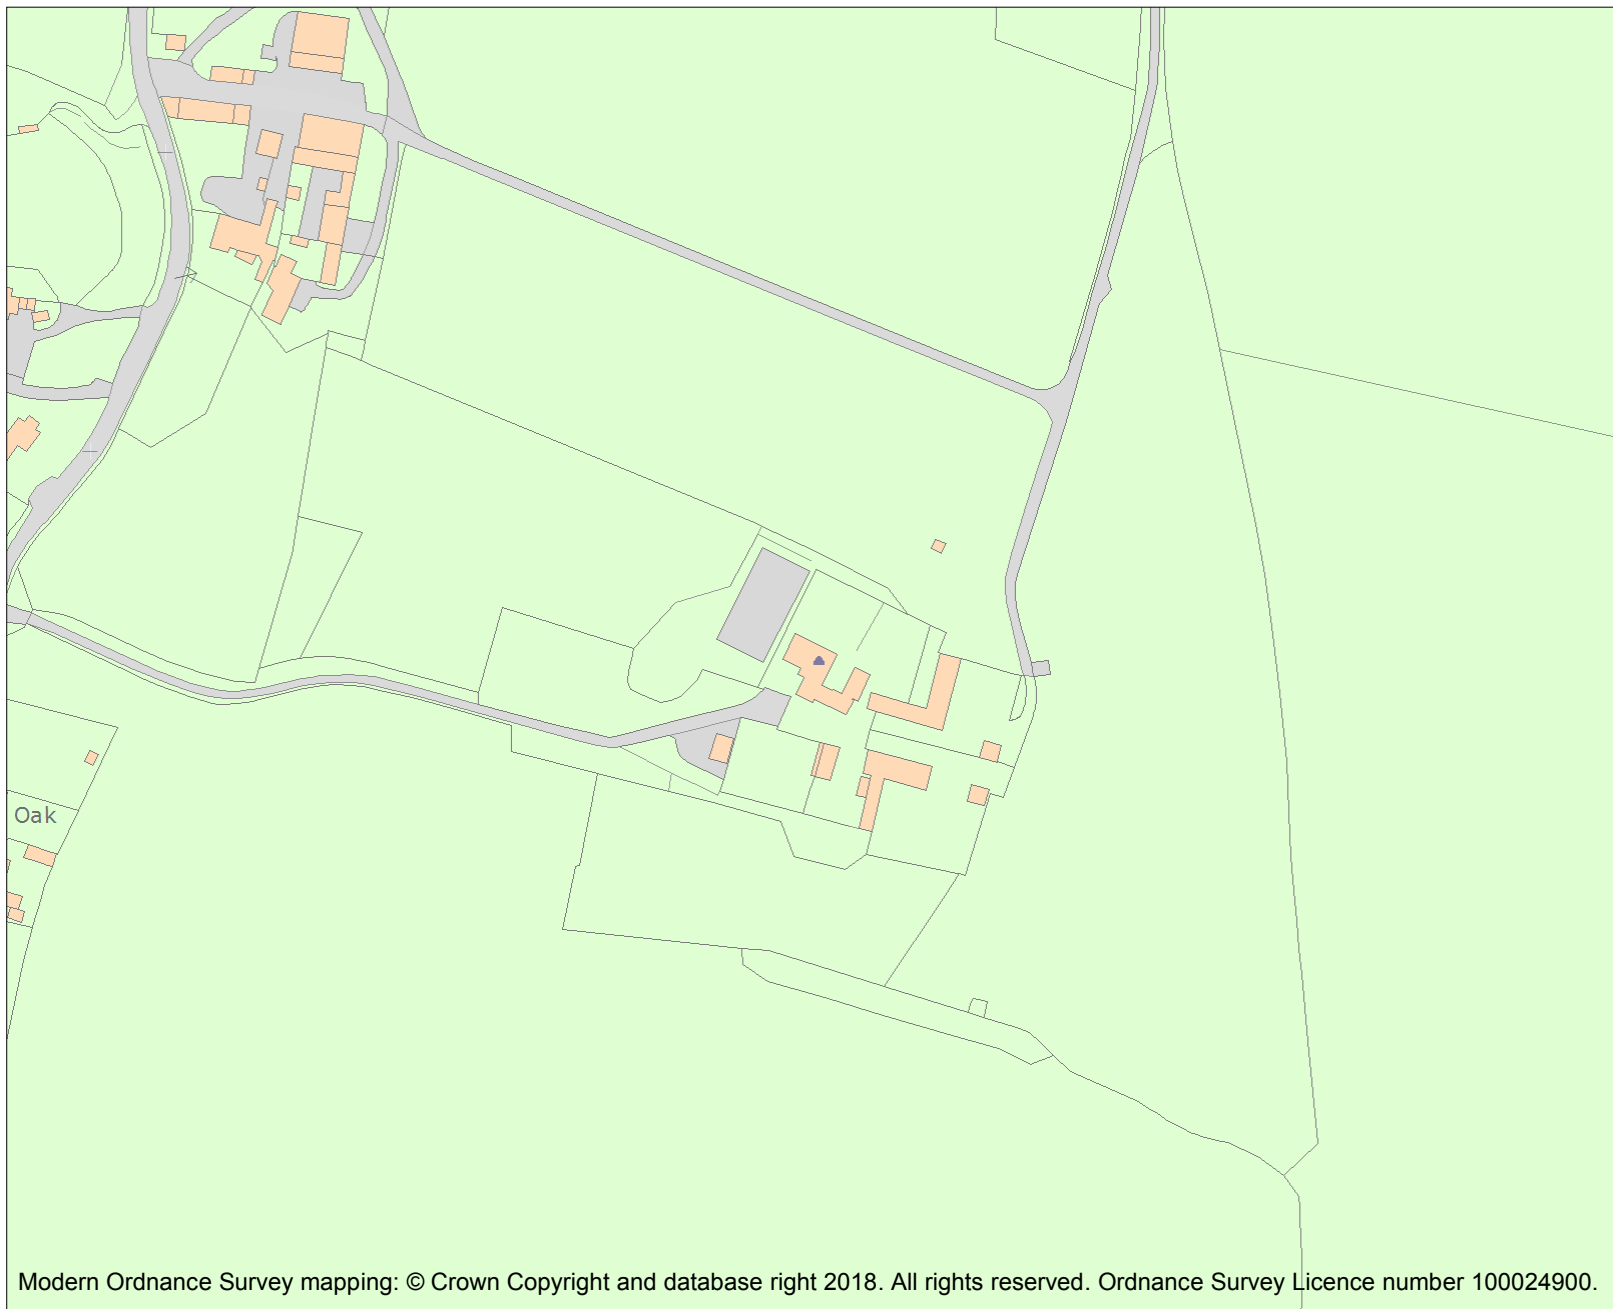 Oak
Modern Ordnance Survey mapping: © Crown Copyright and database right 2018. All rights reserved. Ordnance Survey Licence number 100024900.